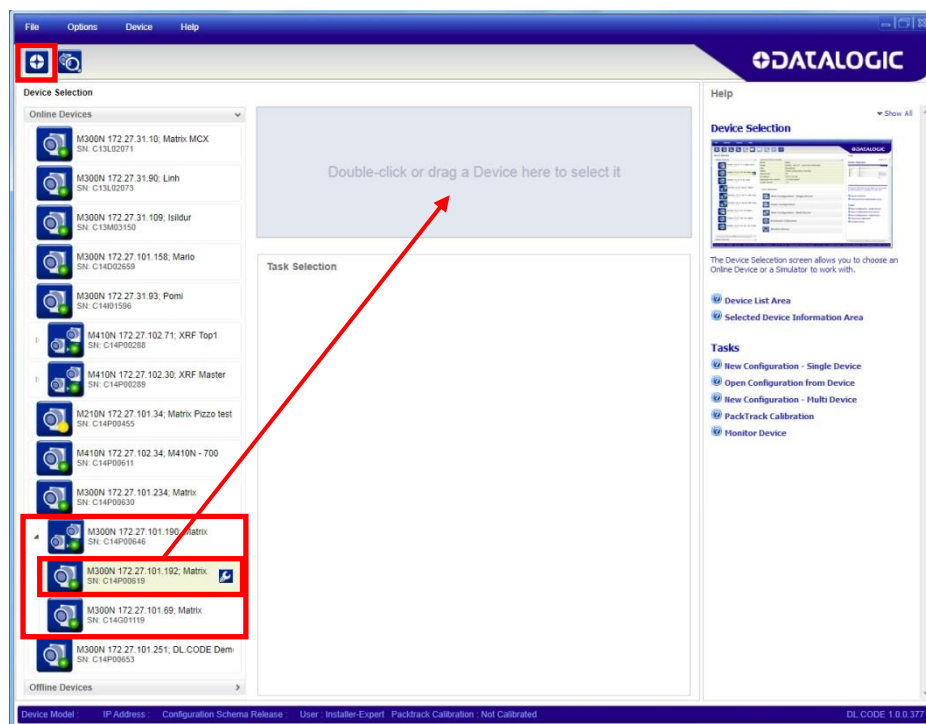 File Options Device Help
DATALOGIC
Device Selection
Online Devices
M300N 172.27.31.10; Matrix MCX
SN: C13L02071
M300N 172.27.31.90; Linh
SN: C13L02073
M300N 172.27.31.109; Isildur
SN: C13M03150
M300N 172.27.101.158; Mario
SN: C14D02659
M300N 172.27.31.93; Pomi
SN: C14I01596
M410N 172.27.102.71; XRF Top1
SN: C14P00288
M410N 172.27.102.30; XRF Master
SN: C14P00289
M210N 172.27.101.34; Matrix Pizzo test
SN: C14P00455
M410N 172.27.102.34; M410N - 700
SN: C14P00611
M300N 172.27.101.234; Matrix
SN: C14P00630
M300N 172.27.101.190; Matrix
SN: C14P00646
M300N 172.27.101.192; Matrix
SN: C14P00619
M300N 172.27.101.69; Matrix
SN: C14G01119
M300N 172.27.101.251; DL.CODE Dem
SN: C14P00653
Offline Devices
Double-click or drag a Device here to select it
Task Selection
Help
Show All
Device Selection
The Device Selecetion screen allows you to choose an
Online Device or a Simulator to work with.
Device List Area
Selected Device Information Area
Tasks
New Configuration - Single Device
Open Configuration from Device
New Configuration - Multi Device
PackTrack Calibration
Monitor Device
Device Model : IP Address : Configuration Schema Release : User : Installer-Expert Packtrack Calibration : Not Calibrated DL.CODE 1.0.0.377